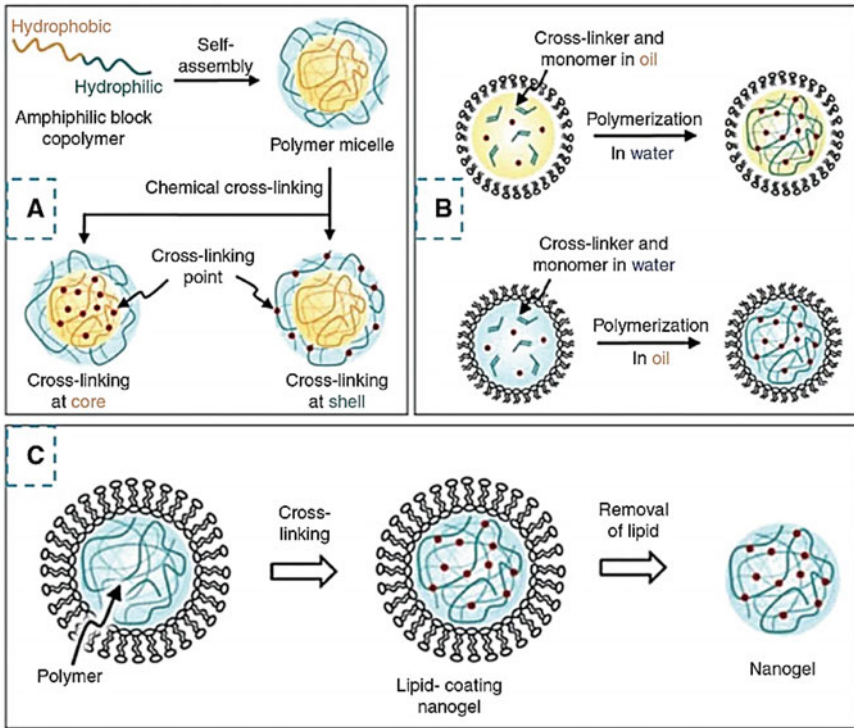 Hydrophobic
Hydrophilic
Amphiphilic block
copolymer
Self-
assembly
Polymer micelle
Chemical cross-linking
A
Cross-linking
point
Cross-linking
at core
Cross-linking
at shell
Cross-linker and
monomer in oil
Polymerization
In water
B
Cross-linker and
monomer in water
Polymerization
In oil
C
Polymer
Cross-
linking
Lipid- coating
nanogel
Removal
of lipid
Nanogel